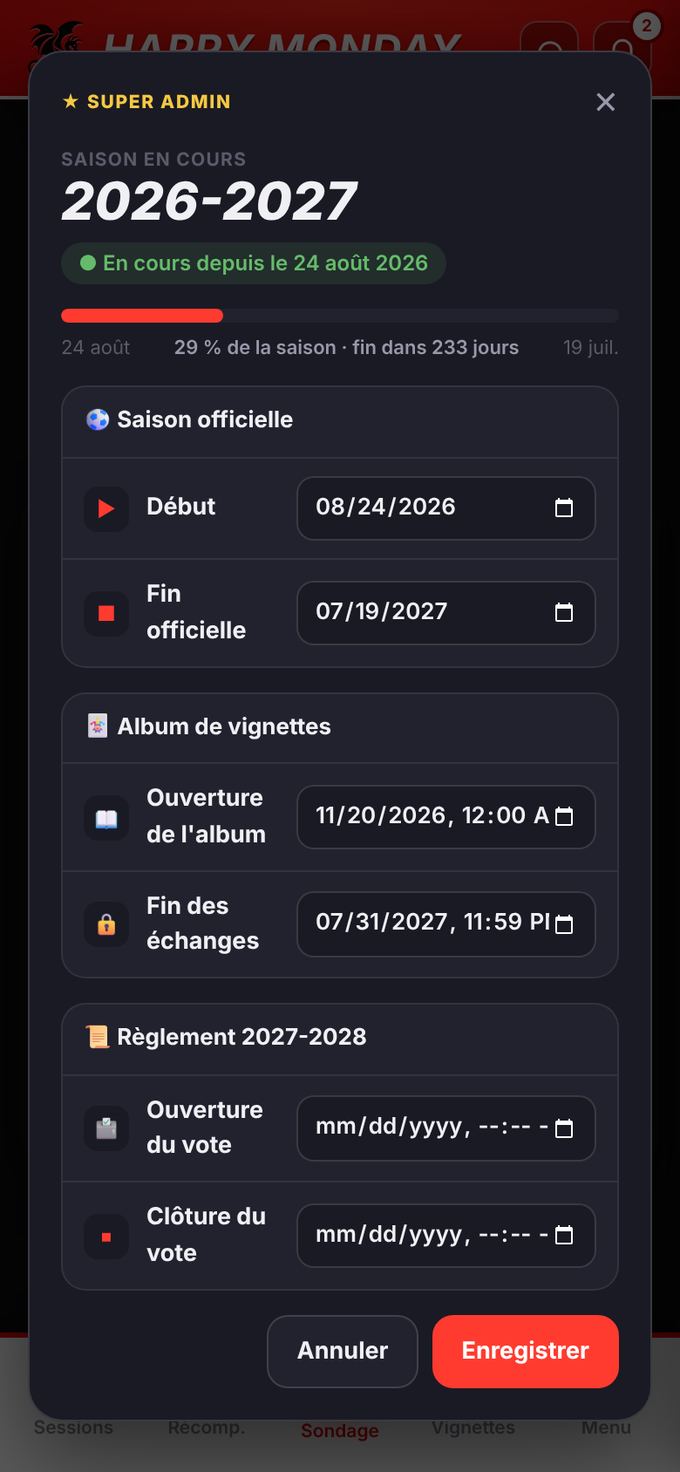 HAPPY MONDAY
2
★ SUPER ADMIN
SAISON EN COURS
2026-2027
En cours depuis le 24 août 2026
24 août 29 % de la saison · fin dans 233 jours 19 juil.
Saison officielle
Début 08/24/2026
Fin
officielle
07/19/2027
Album de vignettes
Ouverture
de l'album
11/20/2026, 12:00 A
Fin des
échanges
07/31/2027, 11:59 P
Règlement 2027-2028
Ouverture
du vote
mm/dd/yyyy, --:-- -
Clôture du
vote
mm/dd/yyyy, --:-- -
Annuler Enregistrer
Sessions Récomp. Sondage Vignettes Menu